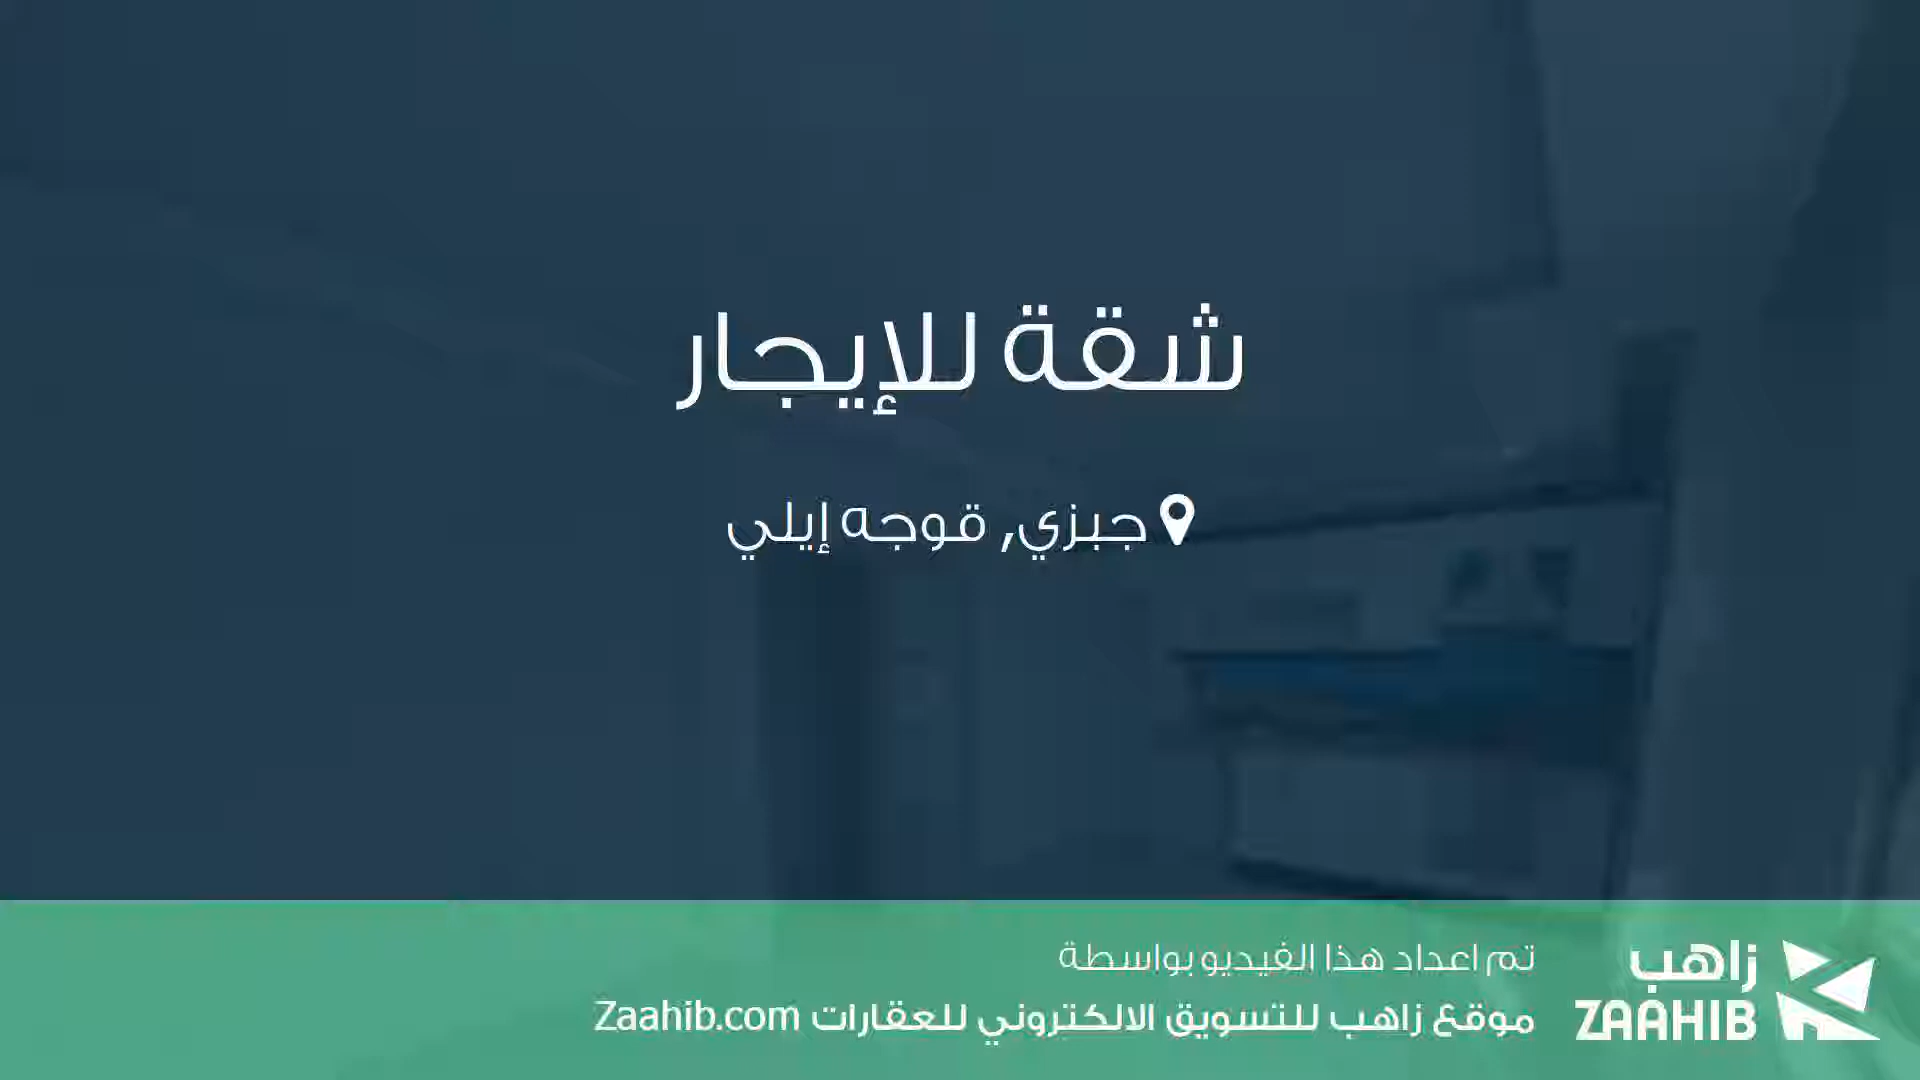 شقة للإيجار
جبزي, قوجه إيلي
تم اعداد هذا الفيديو بواسطة
موقع زاهب للتسويق الالكتروني للعقارات Zaahib.com
زاهب
ZAAHIB